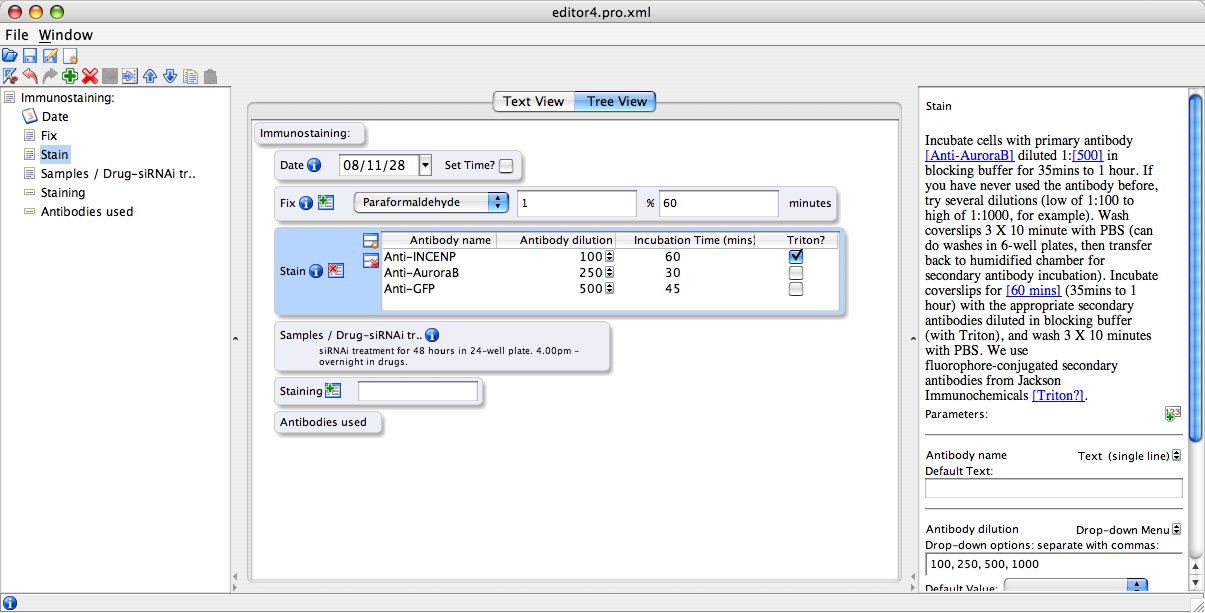 editor4.pro.xml
File Window
Immunostaining:
Date
Fix
Stain
Samples / Drug-siRNAi tr..
Staining
Antibodies used
Text View Tree View
Immunostaining:
Date 08/11/28 Set Time?
Fix Paraformaldehyde 1 % 60 minutes
Stain
Antibody name Antibody dilution Incubation Time (mins) Triton?
Anti-INCENP 100 60
Anti-AuroraB 250 30
Anti-GFP 500 45
Samples / Drug-siRNAi tr..
siRNAi treatment for 48 hours in 24-well plate. 4.00pm -
overnight in drugs.
Staining
Antibodies used
Stain
Incubate cells with primary antibody
[Anti-AuroraB] diluted 1:[500] in
blocking buffer for 35mins to 1 hour. If
you have never used the antibody before,
try several dilutions (low of 1:100 to
high of 1:1000, for example). Wash
coverslips 3 X 10 minute with PBS (can
do washes in 6-well plates, then transfer
back to humidified chamber for
secondary antibody incubation). Incubate
coverslips for [60 mins] (35mins to 1
hour) with the appropriate secondary
antibodies diluted in blocking buffer
(with Triton), and wash 3 X 10 minutes
with PBS. We use
fluorophore-conjugated secondary
antibodies from Jackson
Immunochemicals [Triton?].
Parameters:
Antibody name Text (single line)
Default Text:
Antibody dilution Drop-down Menu
Drop-down options: separate with commas:
100, 250, 500, 1000
Default Value: